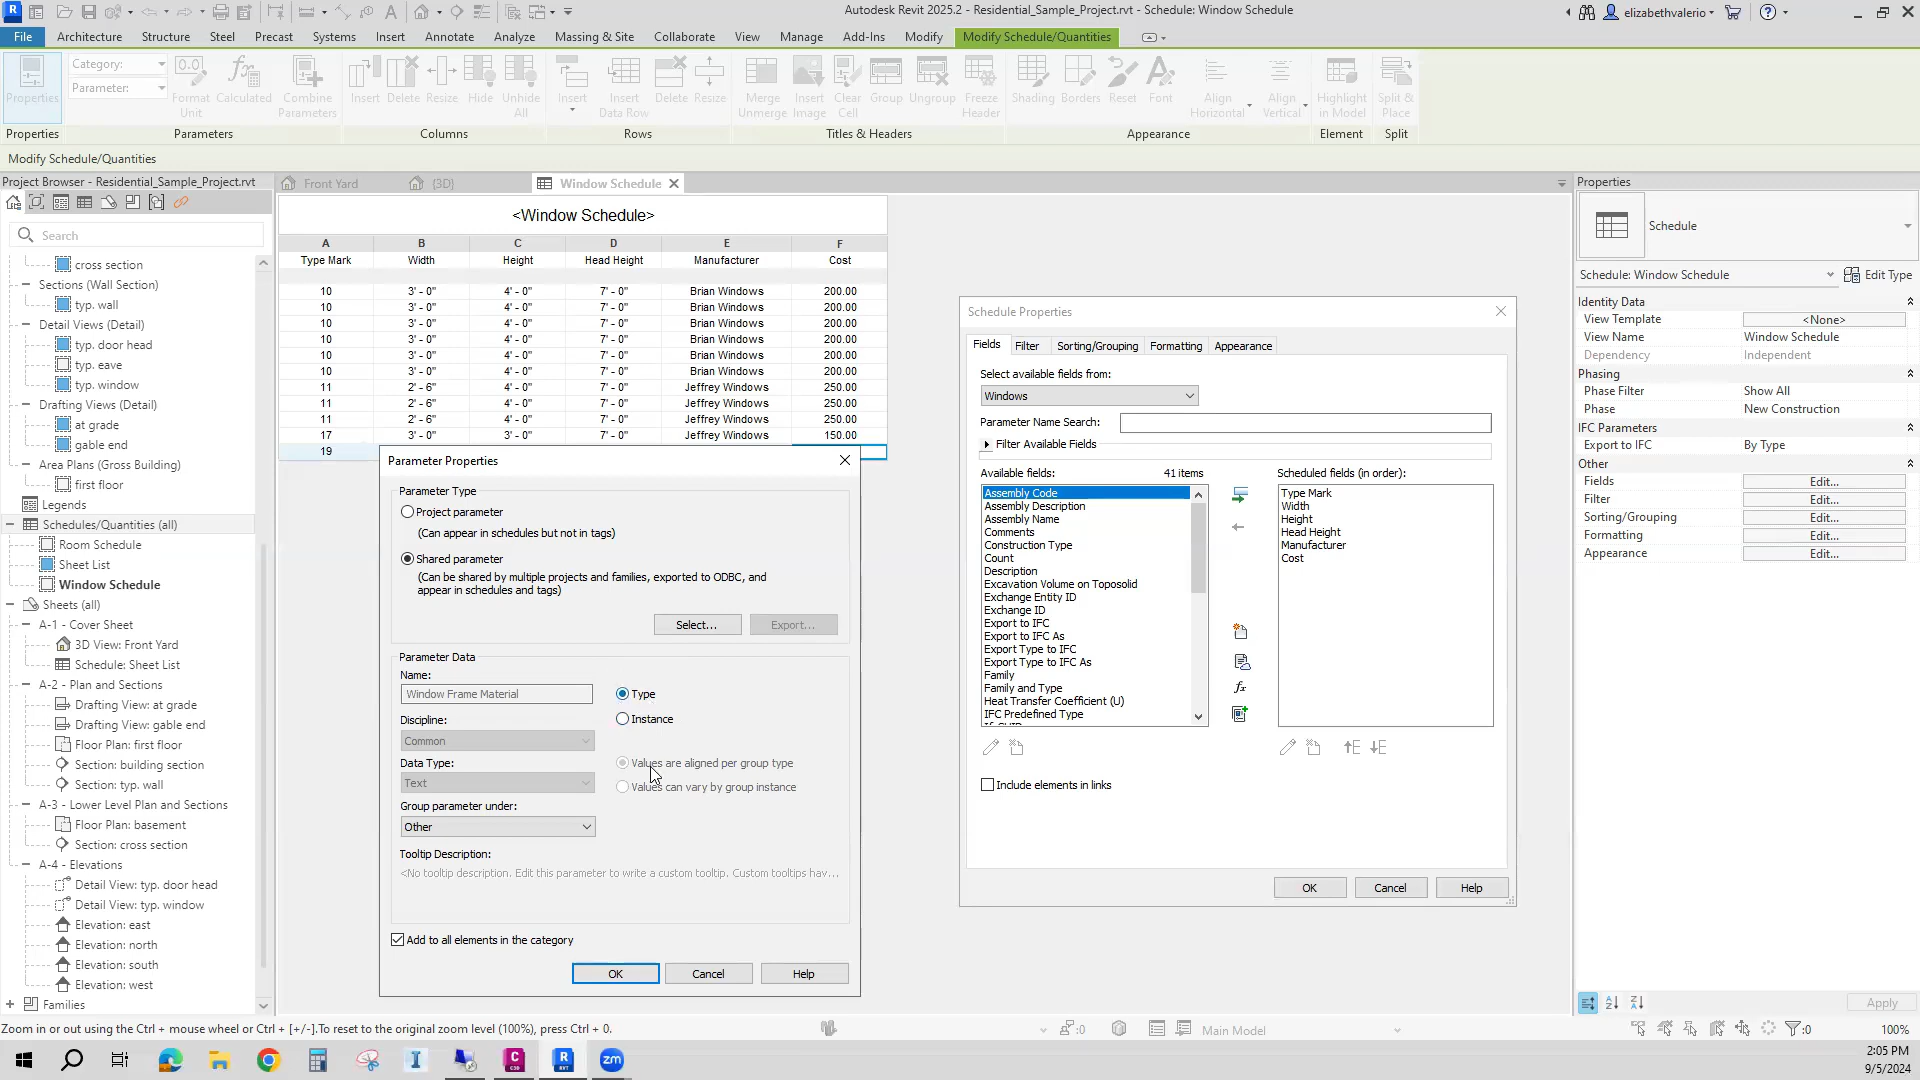 Autodesk Revit 2025.2 - Residential_Sample_Project.rvt - Schedule: Window Schedule
elizabethvalerio
File Architecture Structure Steel Precast Systems Insert Annotate Analyze Massing & Site Collaborate View Manage Add-Ins Modify Modify Schedule/Quantities
Category:
Parameter:
Properties
Format Unit
Calculated
Combine Parameters
Insert Delete Resize Hide Unhide All
Insert
Insert Data Row
Delete Resize
Merge Unmerge
Insert Image
Clear Cell
Group Ungroup
Freeze Header
Shading Borders Reset Font
Align Horizontal
Align Vertical
Highlight in Model
Split & Place
Properties Parameters Columns Rows Titles & Headers Appearance Element Split
Modify Schedule/Quantities
Project Browser - Residential_Sample_Project.rvt
Search
cross section
Sections (Wall Section)
typ. wall
Detail Views (Detail)
typ. door head
typ. eave
typ. window
Drafting Views (Detail)
at grade
gable end
Area Plans (Gross Building)
first floor
Legends
Schedules/Quantities (all)
Room Schedule
Sheet List
Window Schedule
Sheets (all)
A-1 - Cover Sheet
3D View: Front Yard
Schedule: Sheet List
A-2 - Plan and Sections
Drafting View: at grade
Drafting View: gable end
Floor Plan: first floor
Section: building section
Section: typ. wall
A-3 - Lower Level Plan and Sections
Floor Plan: basement
Section: cross section
A-4 - Elevations
Detail View: typ. door head
Detail View: typ. window
Elevation: east
Elevation: north
Elevation: south
Elevation: west
Families
Front Yard {3D} Window Schedule
<Window Schedule>
A B C D E F
Type Mark Width Height Head Height Manufacturer Cost
10 3' - 0" 4' - 0" 7' - 0" Brian Windows 200.00
10 3' - 0" 4' - 0" 7' - 0" Brian Windows 200.00
10 3' - 0" 4' - 0" 7' - 0" Brian Windows 200.00
10 3' - 0" 4' - 0" 7' - 0" Brian Windows 200.00
10 3' - 0" 4' - 0" 7' - 0" Brian Windows 200.00
10 3' - 0" 4' - 0" 7' - 0" Brian Windows 200.00
11 2' - 6" 4' - 0" 7' - 0" Jeffrey Windows 250.00
11 2' - 6" 4' - 0" 7' - 0" Jeffrey Windows 250.00
11 2' - 6" 4' - 0" 7' - 0" Jeffrey Windows 250.00
17 3' - 0" 3' - 0" 7' - 0" Jeffrey Windows 150.00
19
Parameter Properties
Parameter Type
Project parameter
(Can appear in schedules but not in tags)
Shared parameter
(Can be shared by multiple projects and families, exported to ODBC, and
appear in schedules and tags)
Select... Export...
Parameter Data
Name:
Window Frame Material
Type
Discipline:
Instance
Common
Data Type:
Values are aligned per group type
Text
Values can vary by group instance
Group parameter under:
Other
Tooltip Description:
<No tooltip description. Edit this parameter to write a custom tooltip. Custom tooltips hav...
Add to all elements in the category
OK Cancel Help
Schedule Properties
Fields Filter Sorting/Grouping Formatting Appearance
Select available fields from:
Windows
Parameter Name Search:
Filter Available Fields
Available fields: 41 items
Assembly Code
Assembly Description
Assembly Name
Comments
Construction Type
Count
Description
Excavation Volume on Toposolid
Exchange Entity ID
Exchange ID
Export to IFC
Export to IFC As
Export Type to IFC
Export Type to IFC As
Family
Family and Type
Heat Transfer Coefficient (U)
IFC Predefined Type
Scheduled fields (in order):
Type Mark
Width
Height
Head Height
Manufacturer
Cost
Include elements in links
OK Cancel Help
Properties
Schedule
Schedule: Window Schedule
Edit Type
Identity Data
View Template <None>
View Name Window Schedule
Dependency Independent
Phasing
Phase Filter Show All
Phase New Construction
IFC Parameters
Export to IFC By Type
Other
Fields Edit...
Filter Edit...
Sorting/Grouping Edit...
Formatting Edit...
Appearance Edit...
Apply
Zoom in or out using the Ctrl + mouse wheel or Ctrl + [+/-].To reset to the original zoom level (100%), press Ctrl + 0.
:0
Main Model
:0
100%
2:05 PM
9/5/2024